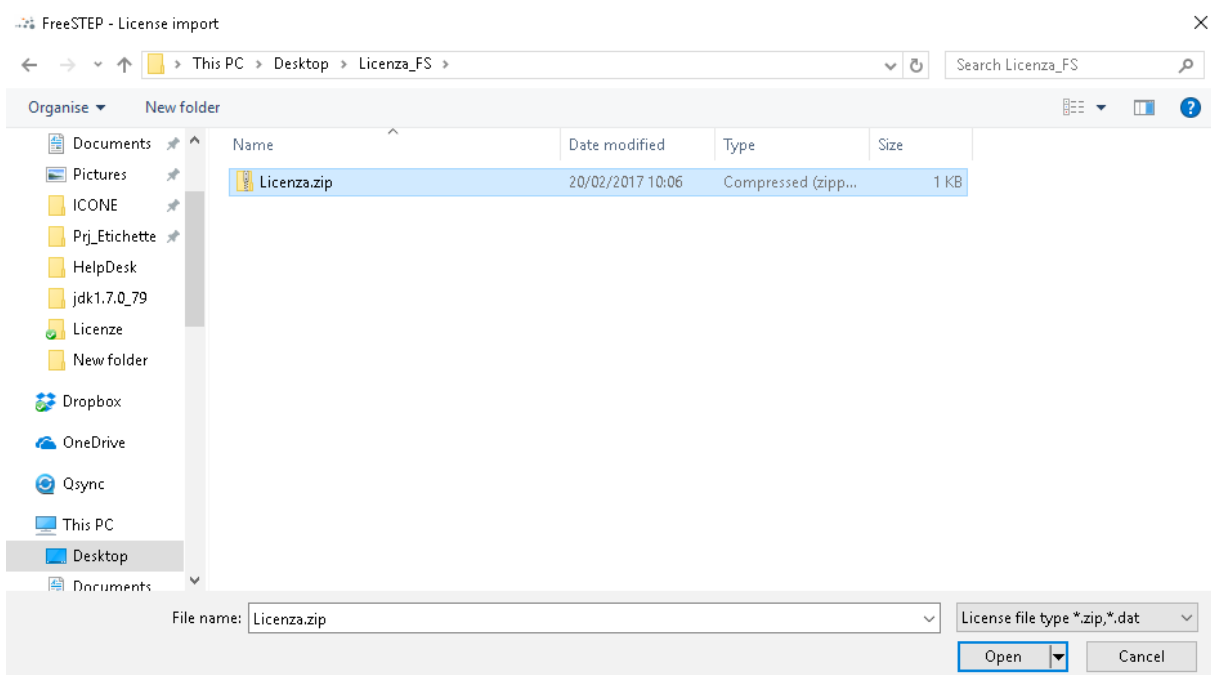 FreeSTEP - License import
This PC > Desktop > Licenza_FS >
Search Licenza_FS
Organise
New folder
Name
Date modified
Type
Size
Licenza.zip
20/02/2017 10:06
Compressed (zipp...
1 KB
Documents
Pictures
ICONE
Prj_Etichette
HelpDesk
jdk1.7.0_79
Licenze
New folder
Dropbox
OneDrive
Qsync
This PC
Desktop
Documents
File name: Licenza.zip
License file type *.zip,*.dat
Open
Cancel